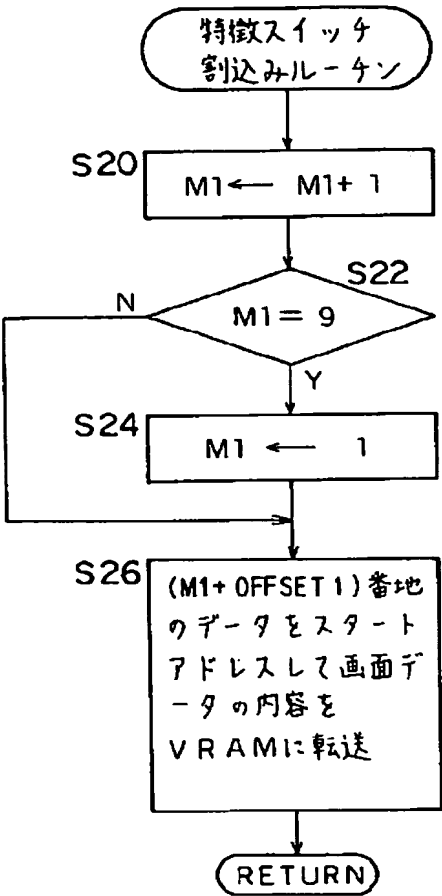 特徴スイッチ
割込みルーチン
S20
M1← M1+ 1
S22
M1= 9
N
Y
S24
M1 ← 1
S26
(M1+ OFFSET1)番地
のデータをスタート
アドレスして画面デ
ータの内容を
VRAMに転送
RETURN